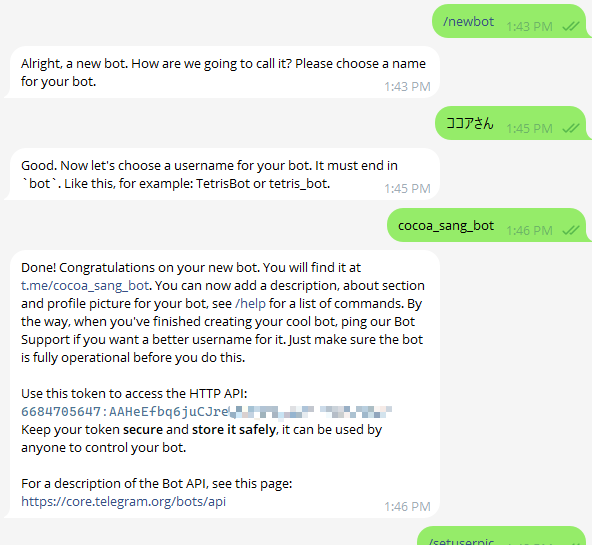 /newbot
1:43 PM
Alright, a new bot. How are we going to call it? Please choose a name
for your bot.
1:43 PM
ココアさん
1:45 PM
Good. Now let's choose a username for your bot. It must end in
`bot`. Like this, for example: TetrisBot or tetris_bot.
1:45 PM
cocoa_sang_bot
1:46 PM
Done! Congratulations on your new bot. You will find it at
t.me/cocoa_sang_bot. You can now add a description, about section
and profile picture for your bot, see /help for a list of commands. By
the way, when you've finished creating your cool bot, ping our Bot
Support if you want a better username for it. Just make sure the bot
is fully operational before you do this.
Use this token to access the HTTP API:
6684705647:AAHeEfbq6juCJre
Keep your token secure and store it safely, it can be used by
anyone to control your bot.
For a description of the Bot API, see this page:
https://core.telegram.org/bots/api
1:46 PM
/setuserpic